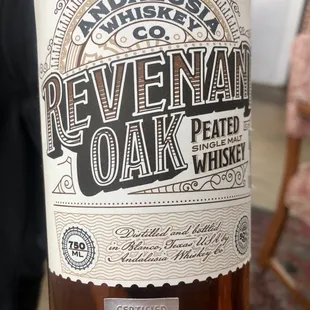 ANDALUSIA
WHISKEY
CO.
REVENANT
OAK
PEATED
SINGLE MALT
WHISKEY
750
ML
Distilled and bottled
in Blanco, Texas U.S.A by
Andalusia Whiskey Co.
CERTIFIED